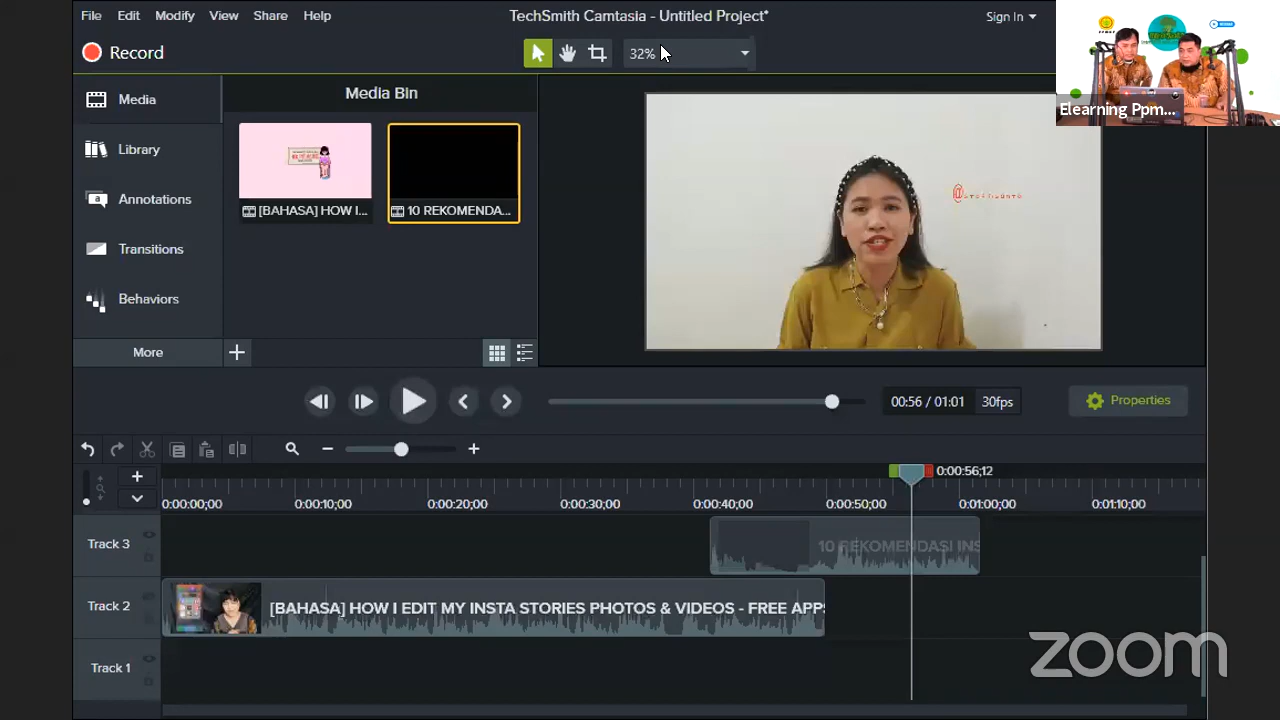 File Edit Modify View Share Help
TechSmith Camtasia - Untitled Project*
Sign In
Record
32%
Elearning Ppm...
Media
Library
Annotations
Transitions
Behaviors
More
Media Bin
[BAHASA] HOW I...
10 REKOMENDA...
00:56 / 01:01 30fps
Properties
0:00:56;12
0:00:00;00 0:00:10;00 0:00:20;00 0:00:30;00 0:00:40;00 0:00:50;00 0:01:00;00 0:01:10;00
Track 3
10 REKOMENDASI INS
Track 2
[BAHASA] HOW I EDIT MY INSTA STORIES PHOTOS & VIDEOS - FREE APPS
Track 1
zoom